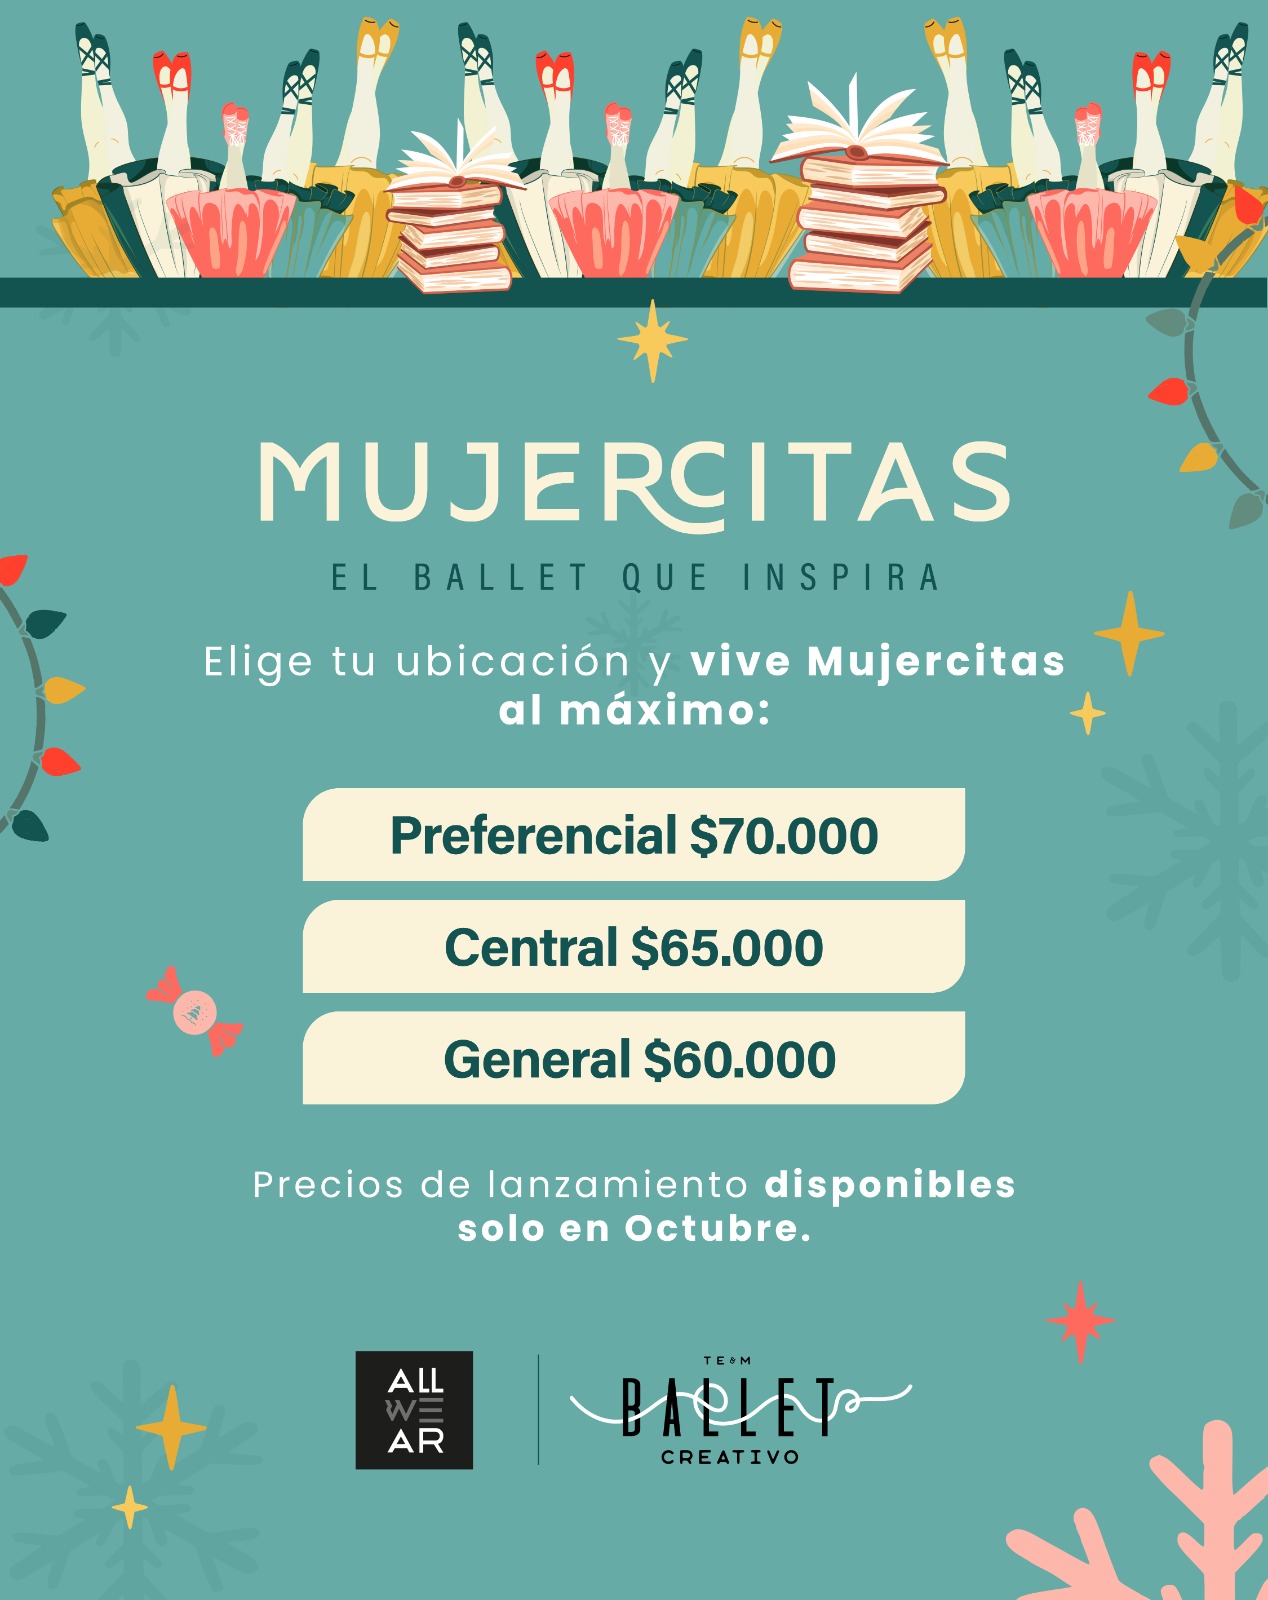 MUJERCITAS
EL BALLET QUE INSPIRA
Elige tu ubicación y vive Mujercitas
al máximo:
Preferencial $70.000
Central $65.000
General $60.000
Precios de lanzamiento disponibles
solo en Octubre.
ALL
WE
AR
TE&M
BALLET
CREATIVO